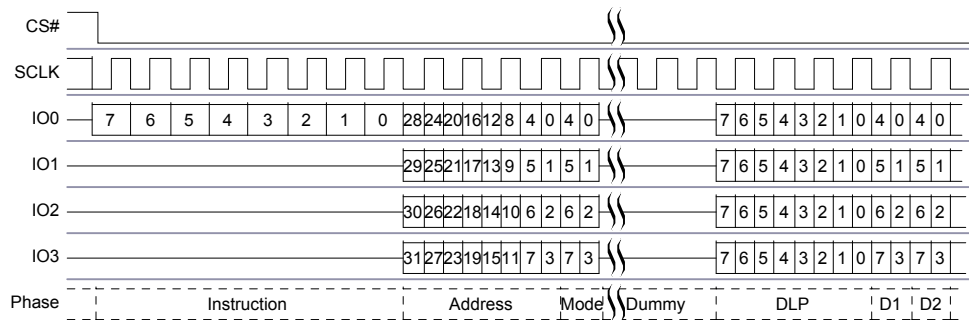 CS#
SCLK
IO0 7 6 5 4 3 2 1 0 28 24 20 16 12 8 4 0 4 0 7 6 5 4 3 2 1 0 4 0 4 0
IO1 29 25 21 17 13 9 5 1 5 1 7 6 5 4 3 2 1 0 5 1 5 1
IO2 30 26 22 18 14 10 6 2 6 2 7 6 5 4 3 2 1 0 6 2 6 2
IO3 31 27 23 19 15 11 7 3 7 3 7 6 5 4 3 2 1 0 7 3 7 3
Phase Instruction Address Mode Dummy DLP D1 D2